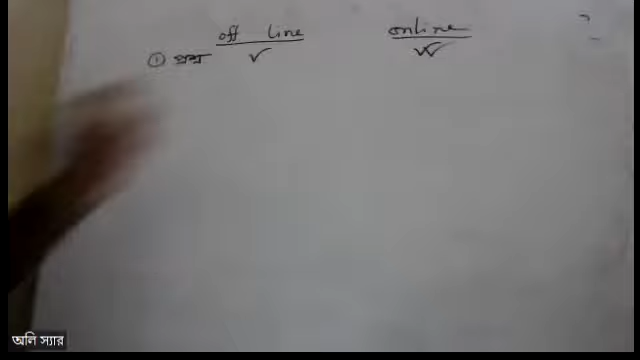 off line online
① প্রশ্ন ✓ ✓✓
অলি স্যার